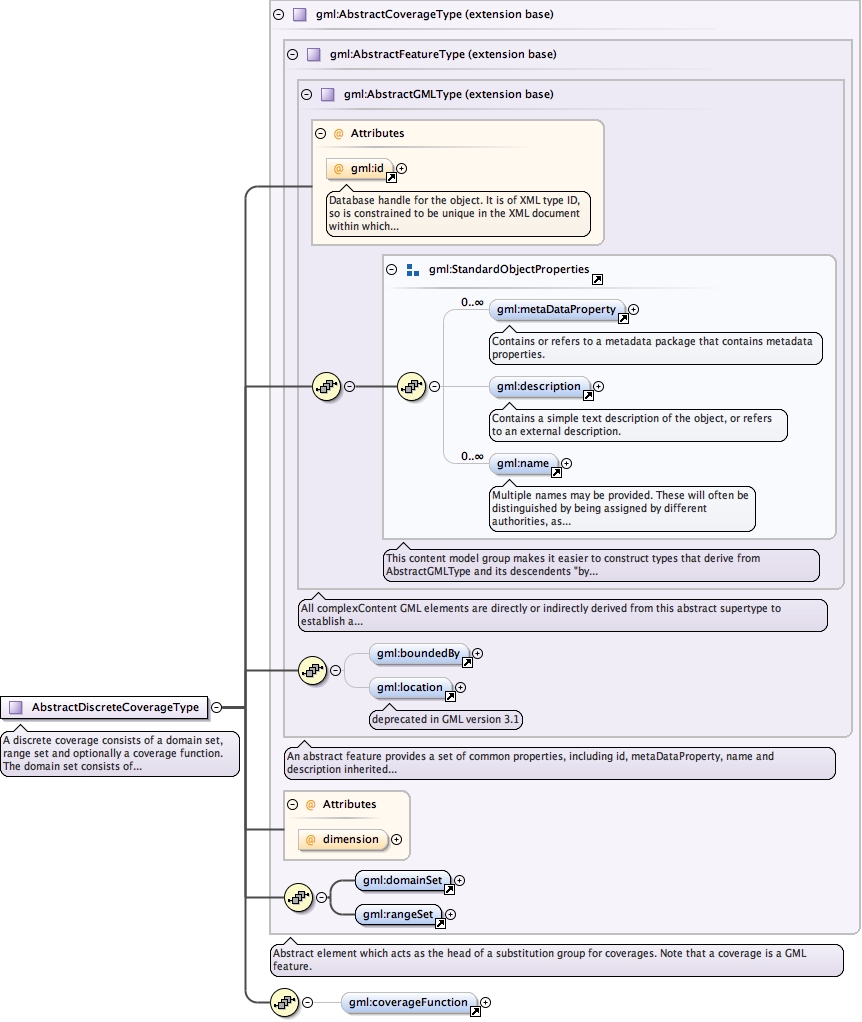 gml:AbstractCoverageType (extension base)
gml:AbstractFeatureType (extension base)
gml:AbstractGMLType (extension base)
@ Attributes
@ gml:id
Database handle for the object. It is of XML type ID,
so is constrained to be unique in the XML document
within which...
gml:StandardObjectProperties
0..∞
gml:metaDataProperty
Contains or refers to a metadata package that contains metadata
properties.
gml:description
Contains a simple text description of the object, or refers
to an external description.
0..∞
gml:name
Multiple names may be provided. These will often be
distinguished by being assigned by different
authorities, as...
This content model group makes it easier to construct types that derive from
AbstractGMLType and its descendents "by...
All complexContent GML elements are directly or indirectly derived from this abstract supertype to
establish a...
gml:boundedBy
gml:location
deprecated in GML version 3.1
AbstractDiscreteCoverageType
A discrete coverage consists of a domain set,
range set and optionally a coverage function.
The domain set consists of...
An abstract feature provides a set of common properties, including id, metaDataProperty, name and
description inherited...
@ Attributes
@ dimension
gml:domainSet
gml:rangeSet
Abstract element which acts as the head of a substitution group for coverages. Note that a coverage is a GML
feature.
gml:coverageFunction